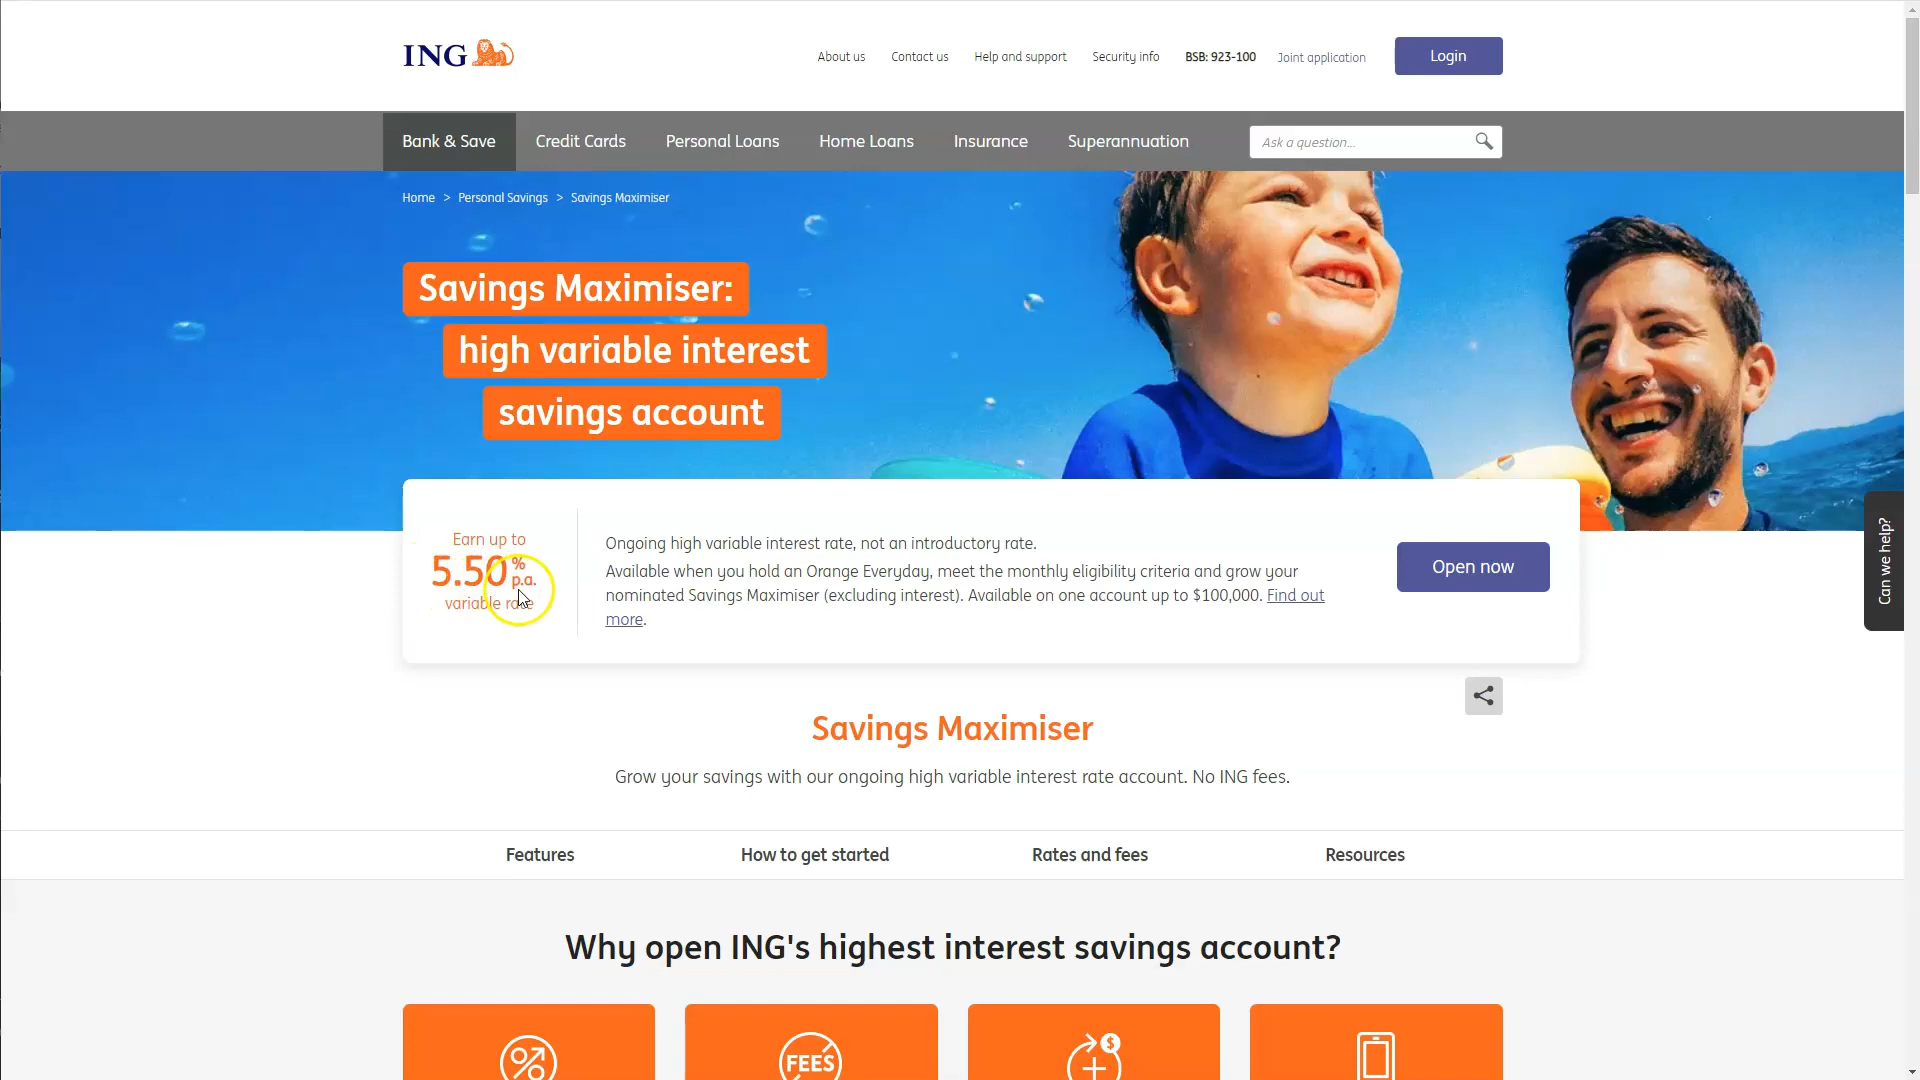 ING
About us
Contact us
Help and support
Security info
BSB: 923-100
Joint application
Login
Bank & Save
Credit Cards
Personal Loans
Home Loans
Insurance
Superannuation
Ask a question...
Home > Personal Savings > Savings Maximiser
Savings Maximiser:
high variable interest
savings account
Earn up to
5.50 % p.a.
variable rate
Ongoing high variable interest rate, not an introductory rate.
Available when you hold an Orange Everyday, meet the monthly eligibility criteria and grow your
nominated Savings Maximiser (excluding interest). Available on one account up to $100,000. Find out
more.
Open now
Can we help?
Savings Maximiser
Grow your savings with our ongoing high variable interest rate account. No ING fees.
Features
How to get started
Rates and fees
Resources
Why open ING's highest interest savings account?
%
FEES
$